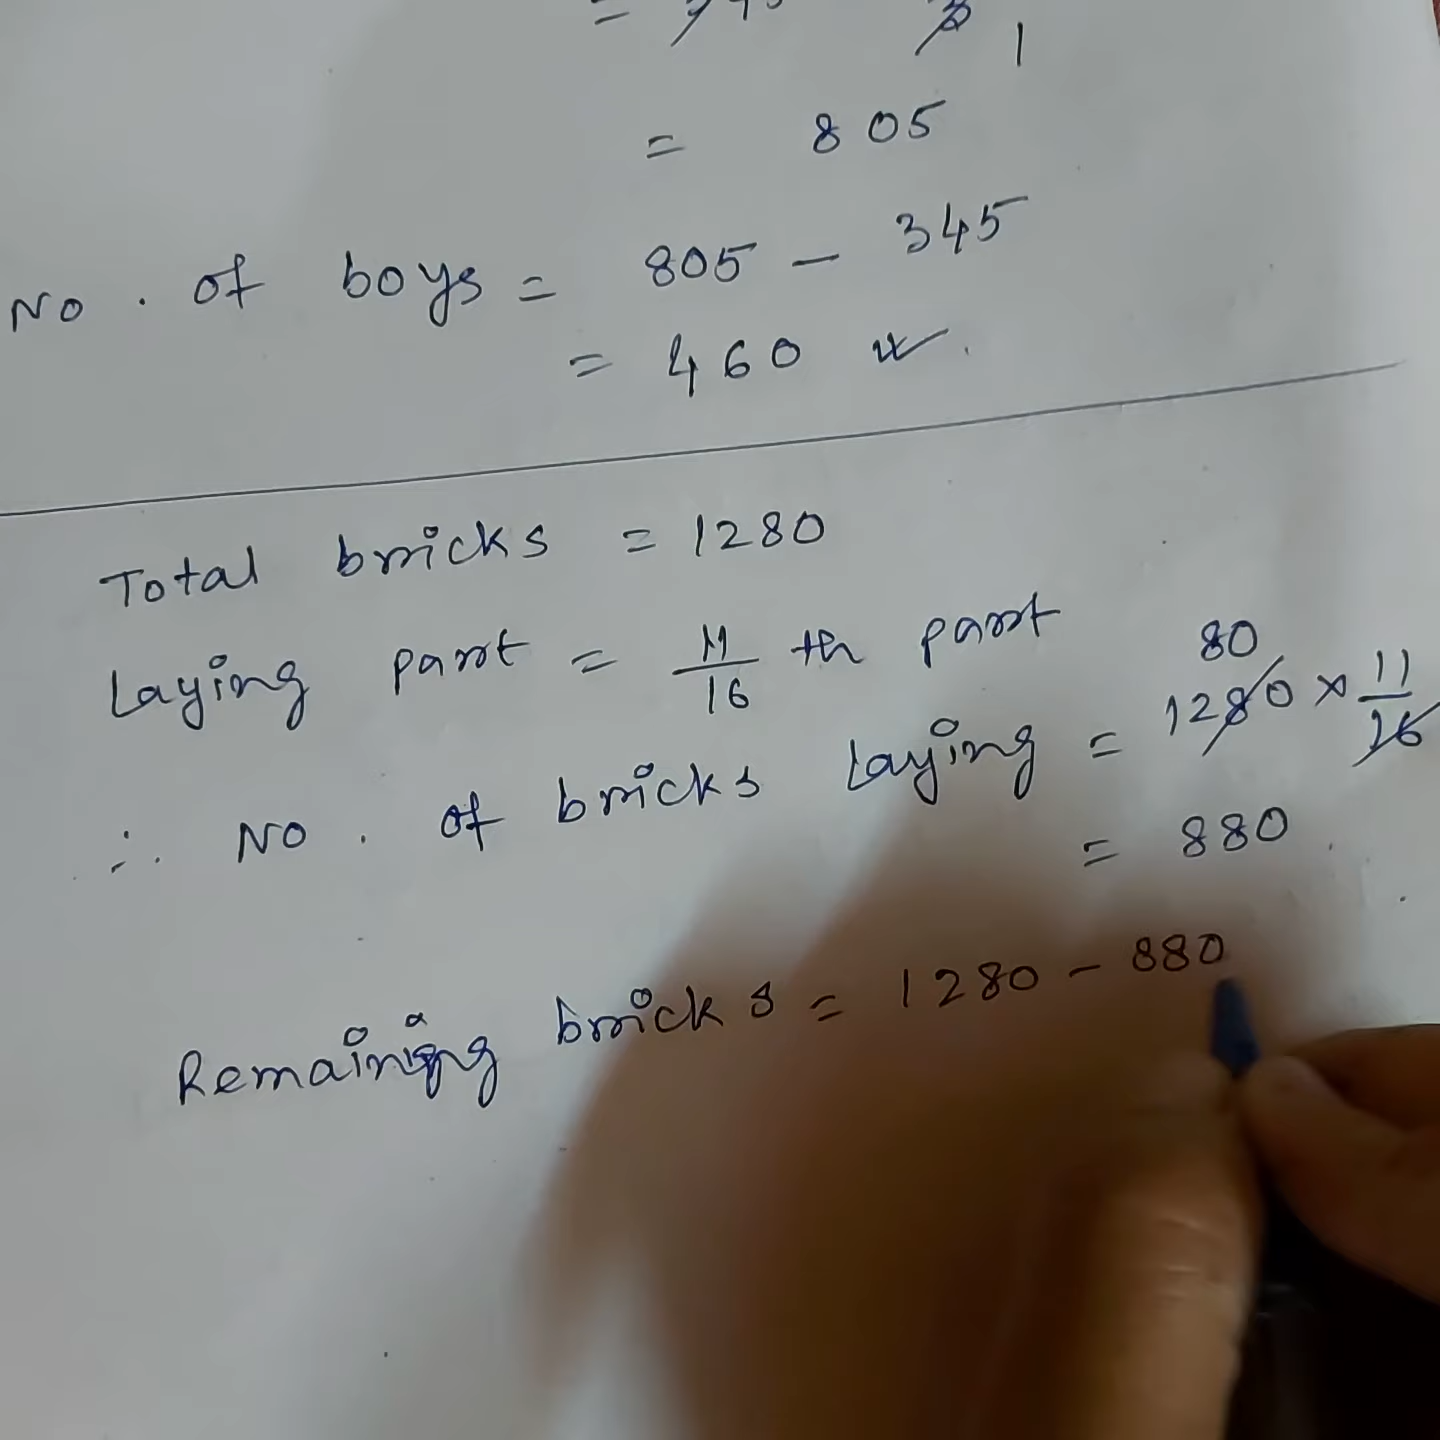 = 805
No. of boys = 805 - 345
= 460
Total bricks = 1280
Laying part = 11/16 th part
∴ No. of bricks Laying = 1280 × 11/16
80
= 880.
Remaining bricks = 1280 - 880